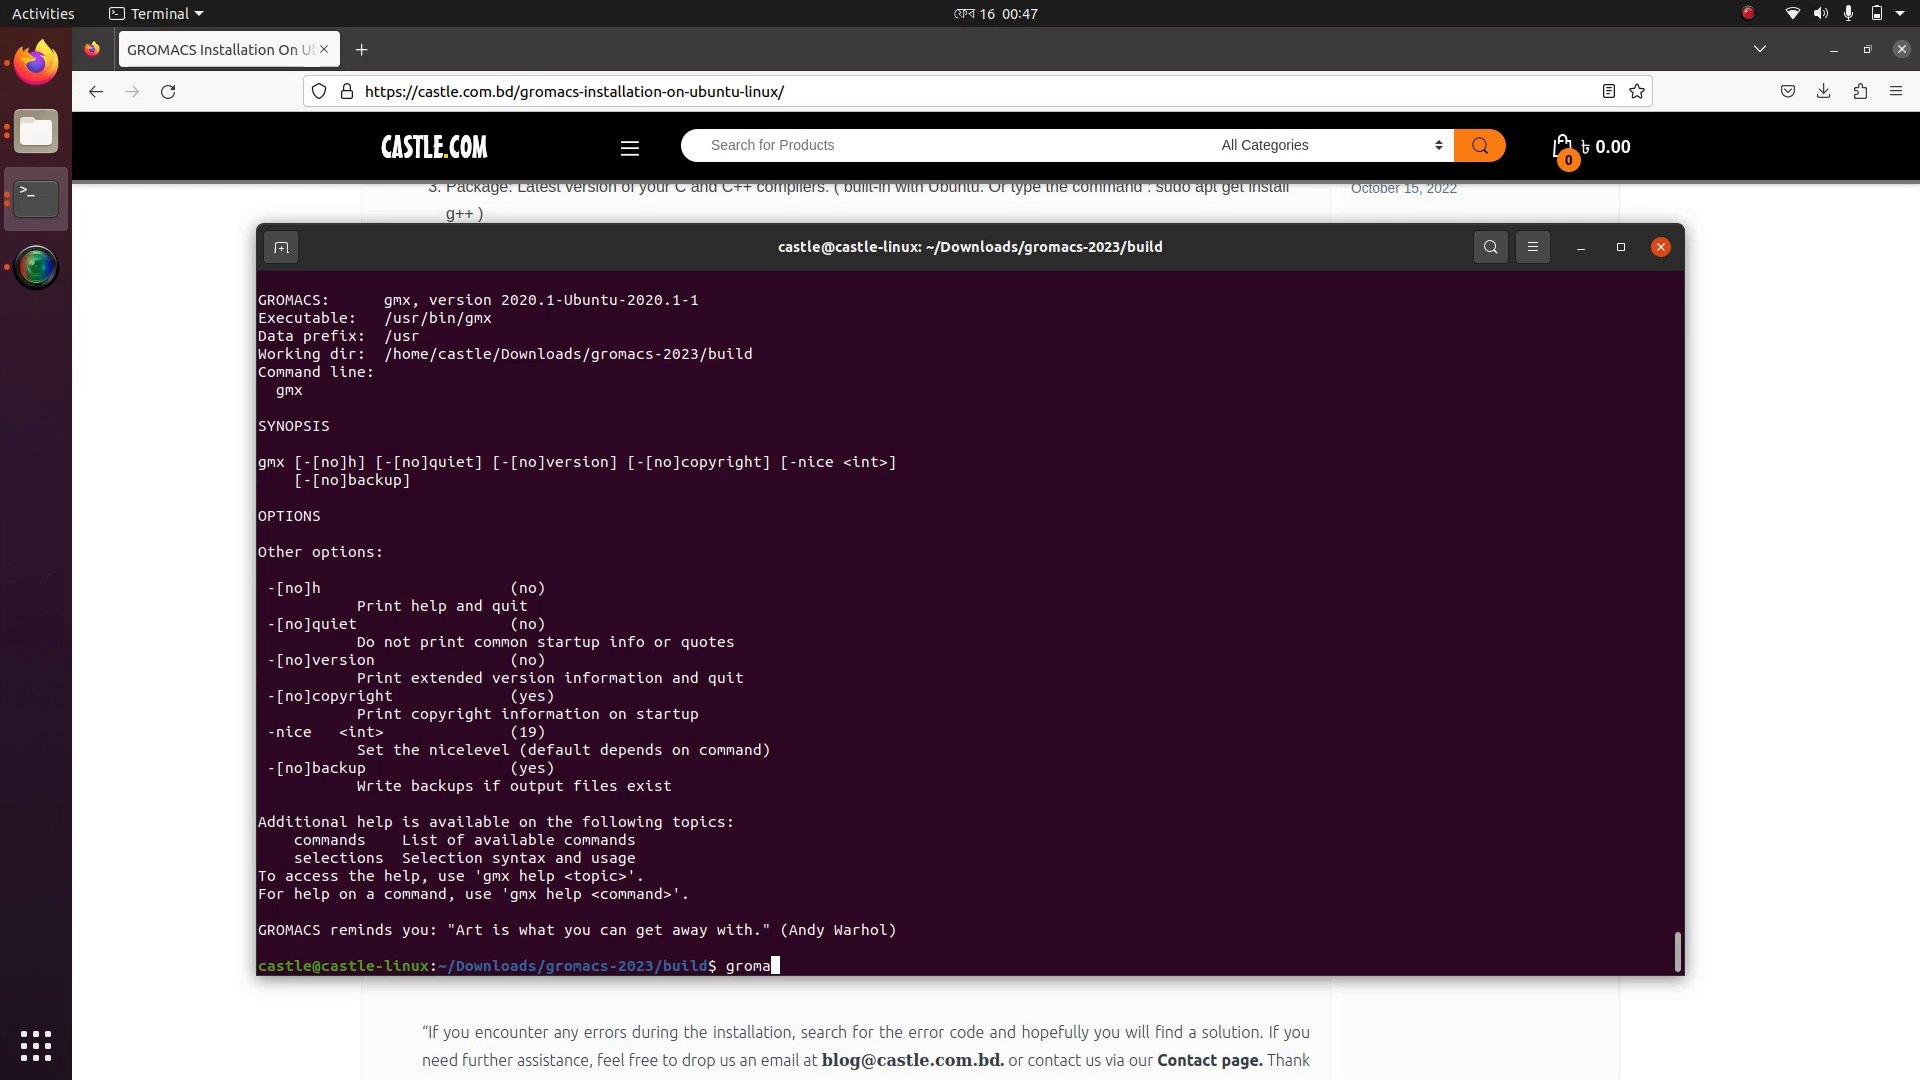 Activities
Terminal
ফেব 16 00:47
GROMACS Installation On U
https://castle.com.bd/gromacs-installation-on-ubuntu-linux/
CASTLE.COM
Search for Products
All Categories
0
৳ 0.00
3. Package: Latest version of your C and C++ compilers. ( built-in with Ubuntu. Or type the command : sudo apt get install
g++ )
October 15, 2022
castle@castle-linux: ~/Downloads/gromacs-2023/build
GROMACS:      gmx, version 2020.1-Ubuntu-2020.1-1
Executable:   /usr/bin/gmx
Data prefix:  /usr
Working dir:  /home/castle/Downloads/gromacs-2023/build
Command line:
  gmx
SYNOPSIS
gmx [-[no]h] [-[no]quiet] [-[no]version] [-[no]copyright] [-nice <int>]
    [-[no]backup]
OPTIONS
Other options:
 -[no]h                     (no)
           Print help and quit
 -[no]quiet                 (no)
           Do not print common startup info or quotes
 -[no]version               (no)
           Print extended version information and quit
 -[no]copyright             (yes)
           Print copyright information on startup
 -nice   <int>              (19)
           Set the nicelevel (default depends on command)
 -[no]backup                (yes)
           Write backups if output files exist
Additional help is available on the following topics:
    commands    List of available commands
    selections  Selection syntax and usage
To access the help, use 'gmx help <topic>'.
For help on a command, use 'gmx help <command>'.
GROMACS reminds you: "Art is what you can get away with." (Andy Warhol)
castle@castle-linux:~/Downloads/gromacs-2023/build$ groma
“If you encounter any errors during the installation, search for the error code and hopefully you will find a solution. If you
need further assistance, feel free to drop us an email at blog@castle.com.bd. or contact us via our Contact page. Thank